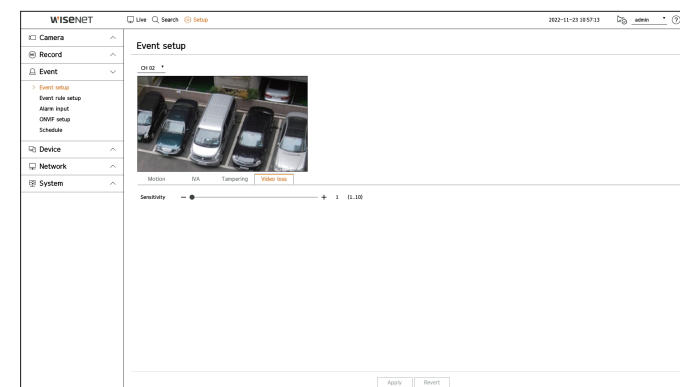 WISENET
Live Search Setup
2022-11-23 10:57:13 admin ?
Camera
Record
Event
> Event setup
Event rule setup
Alarm input
ONVIF setup
Schedule
Device
Network
System
Event setup
CH 02
Motion IVA Tampering Video loss
Sensitivity − + 1 (1..10)
Apply Revert